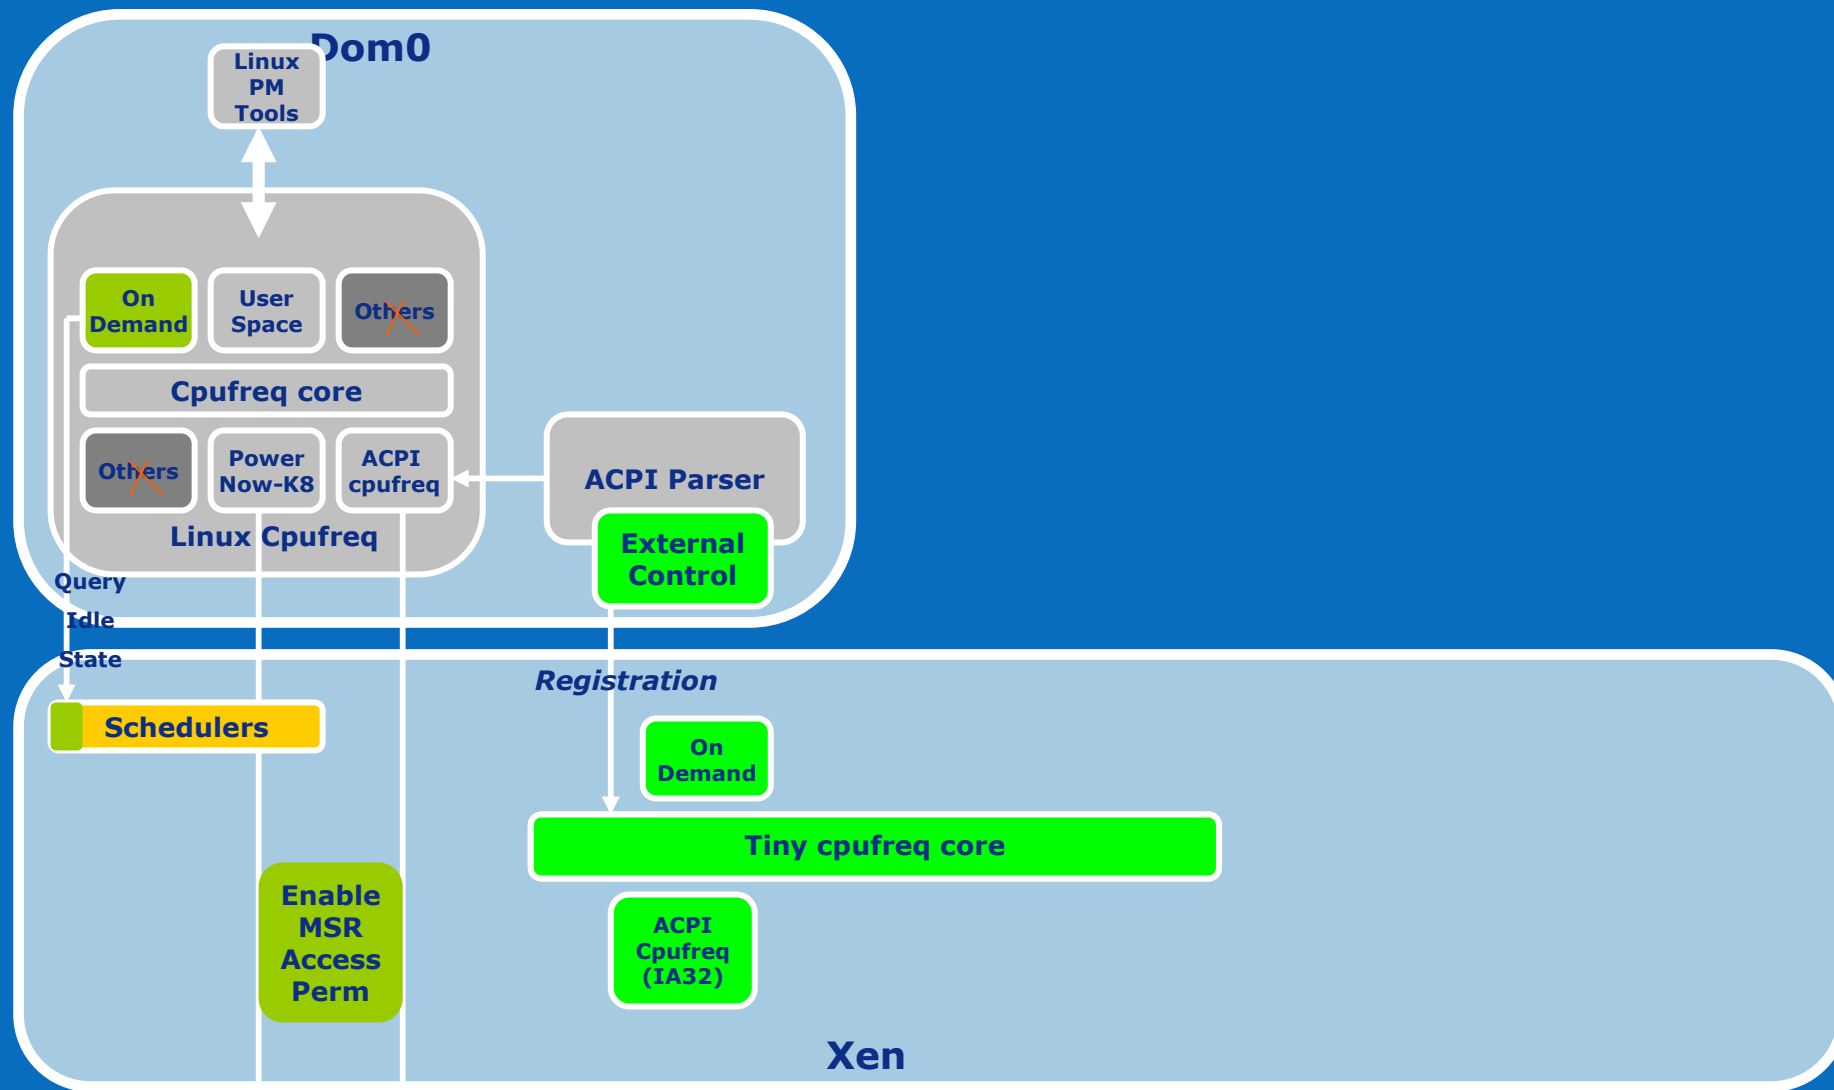 Dom0
Linux
PM
Tools
On
Demand
User
Space
Others
Cpufreq core
Others
Power
Now-K8
ACPI
cpufreq
Linux Cpufreq
ACPI Parser
External
Control
Query
Idle
State
Registration
Schedulers
On
Demand
Tiny cpufreq core
Enable
MSR
Access
Perm
ACPI
Cpufreq
(IA32)
Xen